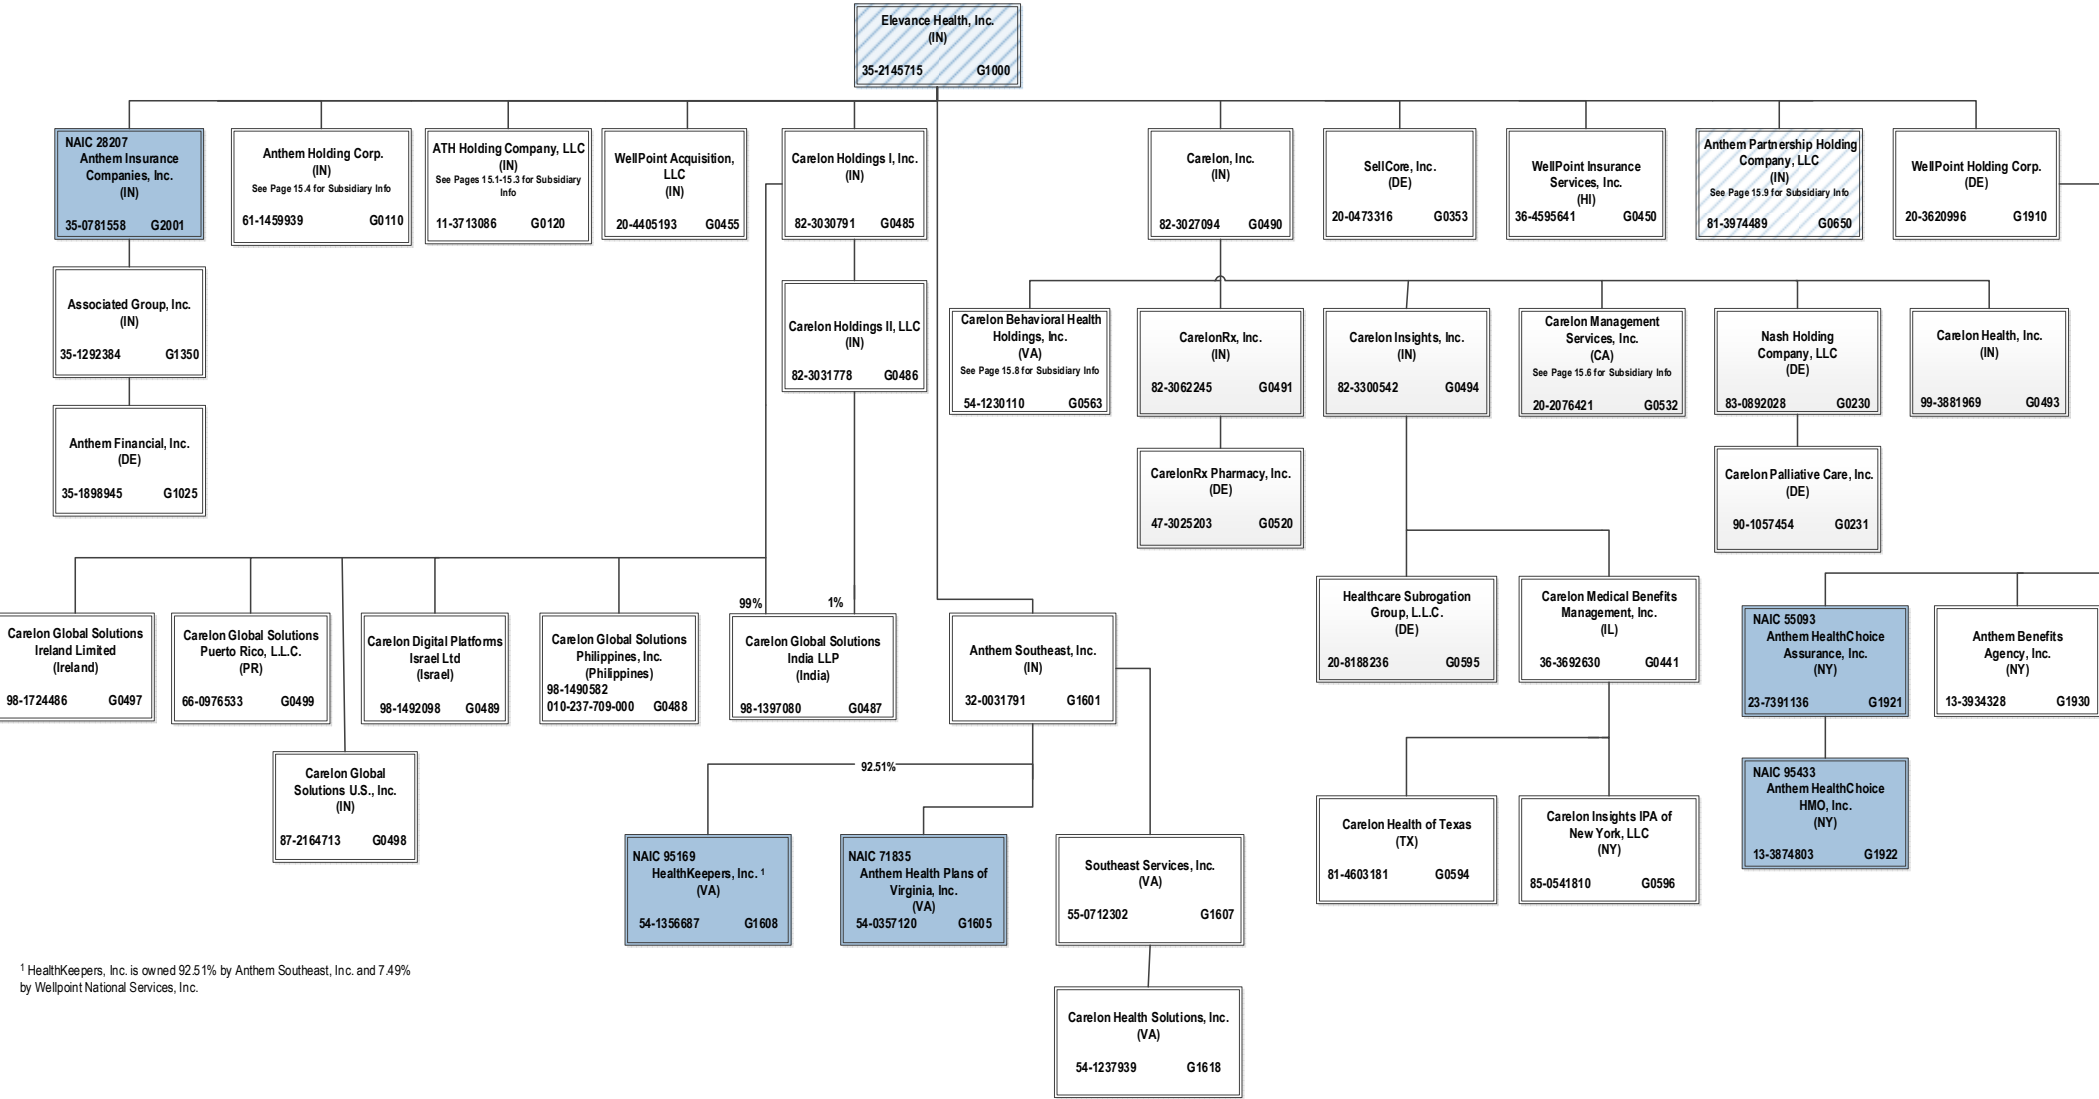 Elevance Health, Inc.
(IN)
35-2145715 G1000
NAIC 28207
Anthem Insurance
Companies, Inc.
(IN)
35-0781558 G2001
Anthem Holding Corp.
(IN)
See Page 15.4 for Subsidiary Info
61-1459939 G0110
ATH Holding Company, LLC
(IN)
See Pages 15.1-15.3 for Subsidiary
Info
11-3713086 G0120
WellPoint Acquisition,
LLC
(IN)
20-4405193 G0455
Carelon Holdings I, Inc.
(IN)
82-3030791 G0485
Carelon, Inc.
(IN)
82-3027094 G0490
SellCore, Inc.
(DE)
20-0473316 G0353
WellPoint Insurance
Services, Inc.
(HI)
36-4595641 G0450
Anthem Partnership Holding
Company, LLC
(IN)
See Page 15.9 for Subsidiary Info
81-3974489 G0650
WellPoint Holding Corp.
(DE)
20-3620996 G1910
Associated Group, Inc.
(IN)
35-1292384 G1350
Carelon Holdings II, LLC
(IN)
82-3031778 G0486
Carelon Behavioral Health
Holdings, Inc.
(VA)
See Page 15.8 for Subsidiary Info
54-1230110 G0563
CarelonRx, Inc.
(IN)
82-3062245 G0491
Carelon Insights, Inc.
(IN)
82-3300542 G0494
Carelon Management
Services, Inc.
(CA)
See Page 15.6 for Subsidiary Info
20-2076421 G0532
Nash Holding
Company, LLC
(DE)
83-0892028 G0230
Carelon Health, Inc.
(IN)
99-3881969 G0493
Anthem Financial, Inc.
(DE)
35-1898945 G1025
CarelonRx Pharmacy, Inc.
(DE)
47-3025203 G0520
Carelon Palliative Care, Inc.
(DE)
90-1057454 G0231
99%
1%
Carelon Global Solutions
Ireland Limited
(Ireland)
98-1724486 G0497
Carelon Global Solutions
Puerto Rico, L.L.C.
(PR)
66-0976533 G0499
Carelon Digital Platforms
Israel Ltd
(Israel)
98-1492098 G0489
Carelon Global Solutions
Philippines, Inc.
(Philippines)
98-1490582
010-237-709-000 G0488
Carelon Global Solutions
India LLP
(India)
98-1397080 G0487
Anthem Southeast, Inc.
(IN)
32-0031791 G1601
Healthcare Subrogation
Group, L.L.C.
(DE)
20-8188236 G0595
Carelon Medical Benefits
Management, Inc.
(IL)
36-3692630 G0441
NAIC 55093
Anthem HealthChoice
Assurance, Inc.
(NY)
23-7391136 G1921
Anthem Benefits
Agency, Inc.
(NY)
13-3934328 G1930
Carelon Global
Solutions U.S., Inc.
(IN)
87-2164713 G0498
92.51%
NAIC 95433
Anthem HealthChoice
HMO, Inc.
(NY)
13-3874803 G1922
NAIC 95169
HealthKeepers, Inc. 1
(VA)
54-1356687 G1608
NAIC 71835
Anthem Health Plans of
Virginia, Inc.
(VA)
54-0357120 G1605
Southeast Services, Inc.
(VA)
55-0712302 G1607
Carelon Health of Texas
(TX)
81-4603181 G0594
Carelon Insights IPA of
New York, LLC
(NY)
85-0541810 G0596
1 HealthKeepers, Inc. is owned 92.51% by Anthem Southeast, Inc. and 7.49%
by Wellpoint National Services, Inc.
Carelon Health Solutions, Inc.
(VA)
54-1237939 G1618